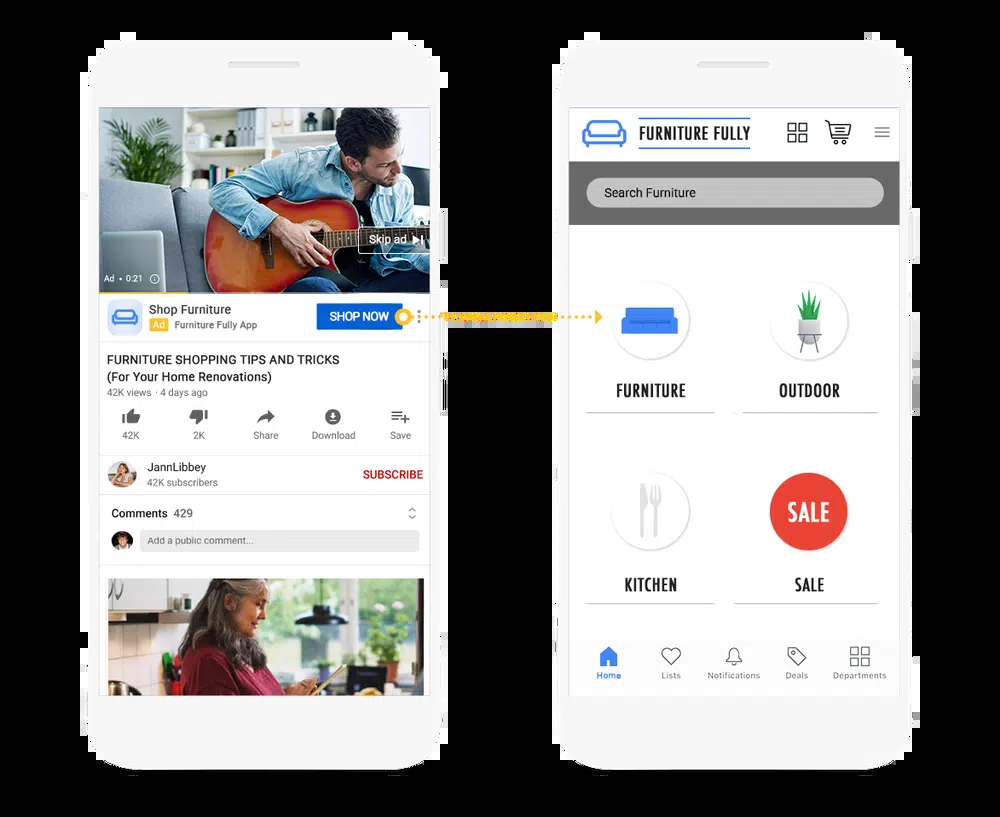 Skip ad
Ad • 0:21
Shop Furniture
Ad Furniture Fully App
SHOP NOW
FURNITURE SHOPPING TIPS AND TRICKS
(For Your Home Renovations)
42K views · 4 days ago
42K 2K Share Download Save
JannLibbey
42K subscribers
SUBSCRIBE
Comments 429
Add a public comment...
FURNITURE FULLY
Search Furniture
FURNITURE OUTDOOR
SALE
KITCHEN SALE
Home Lists Notifications Deals Departments